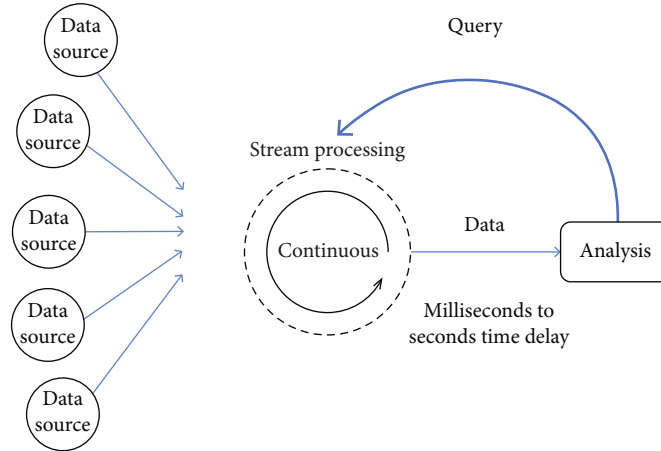 Data
source
Data
source
Data
source
Data
source
Data
source
Query
Stream processing
Continuous
Data
Analysis
Milliseconds to
seconds time delay